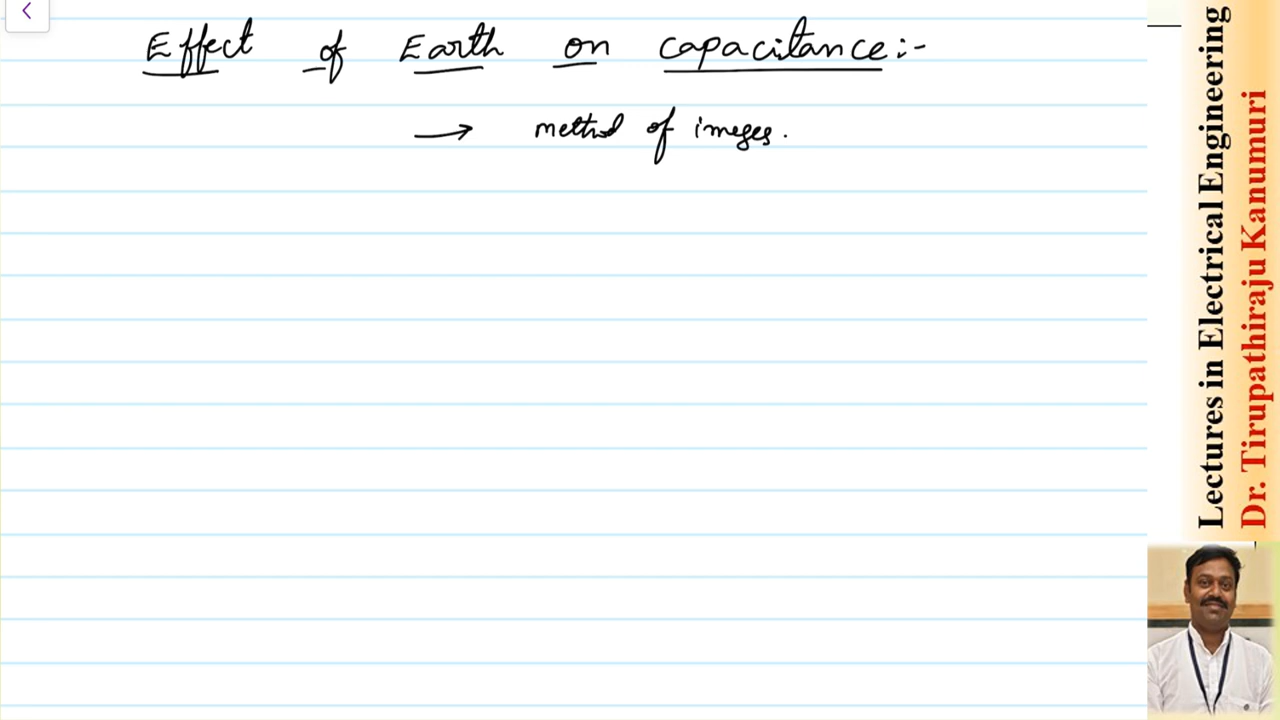 Effect of Earth on capacitance:-
→ method of images.
Lectures in Electrical Engineering
Dr. Tirupathiraju Kanumuri